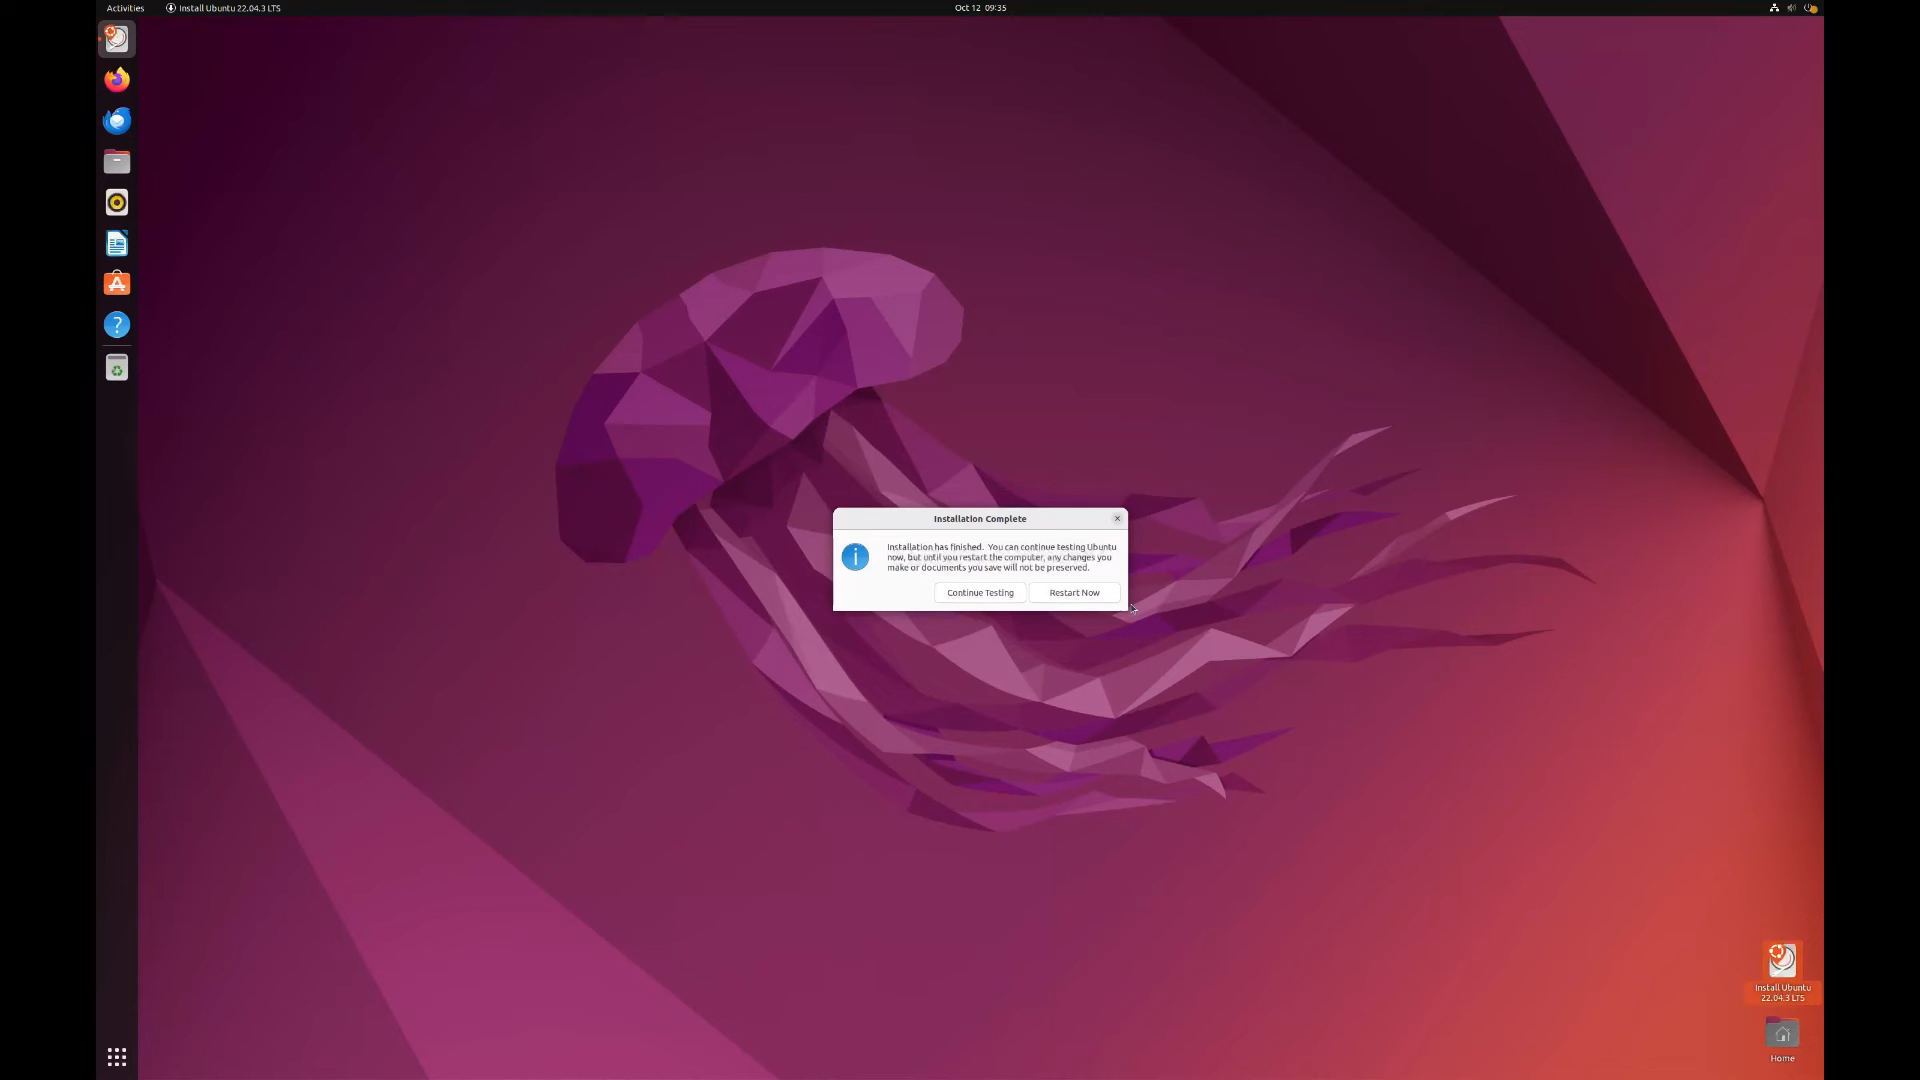 Activities
Install Ubuntu 22.04.3 LTS
Oct 12 09:35
Installation Complete
Installation has finished. You can continue testing Ubuntu
now, but until you restart the computer, any changes you
make or documents you save will not be preserved.
Continue Testing
Restart Now
Install Ubuntu
22.04.3 LTS
Home